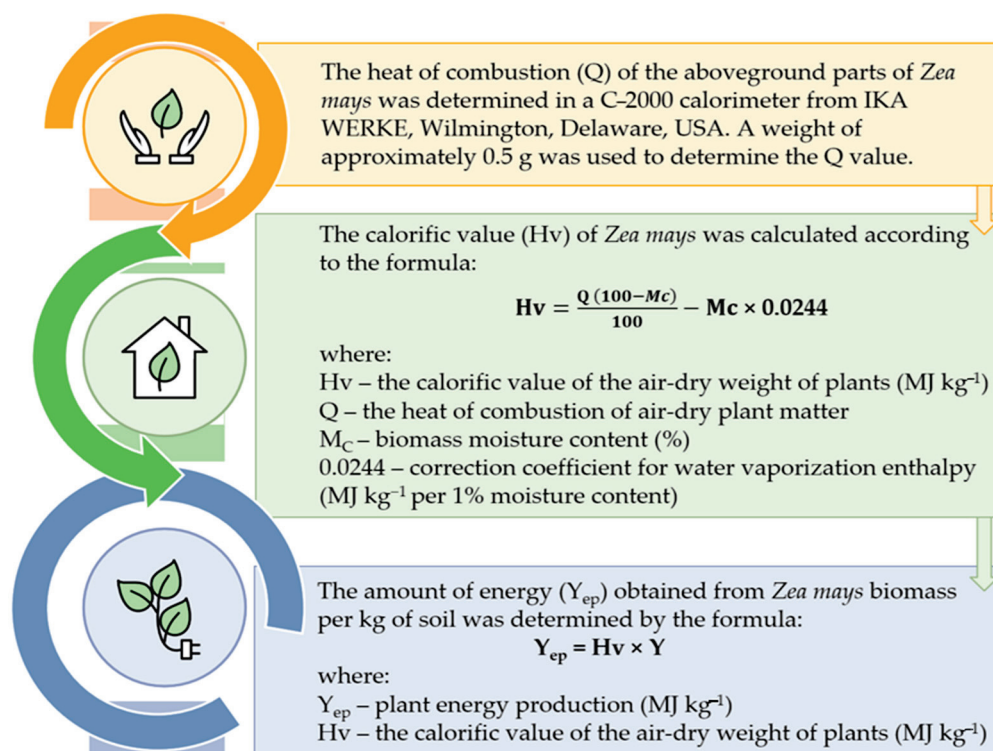 The heat of combustion (Q) of the aboveground parts of Zea
mays was determined in a C–2000 calorimeter from IKA
WERKE, Wilmington, Delaware, USA. A weight of
approximately 0.5 g was used to determine the Q value.
The calorific value (Hv) of Zea mays was calculated according
to the formula:
Hv = Q (100−Mc)/100 − Mc × 0.0244
where:
Hv – the calorific value of the air-dry weight of plants (MJ kg⁻¹)
Q – the heat of combustion of air-dry plant matter
M_C – biomass moisture content (%)
0.0244 – correction coefficient for water vaporization enthalpy
(MJ kg⁻¹ per 1% moisture content)
The amount of energy (Y_ep) obtained from Zea mays biomass
per kg of soil was determined by the formula:
Y_ep = Hv × Y
where:
Y_ep – plant energy production (MJ kg⁻¹)
Hv – the calorific value of the air-dry weight of plants (MJ kg⁻¹)